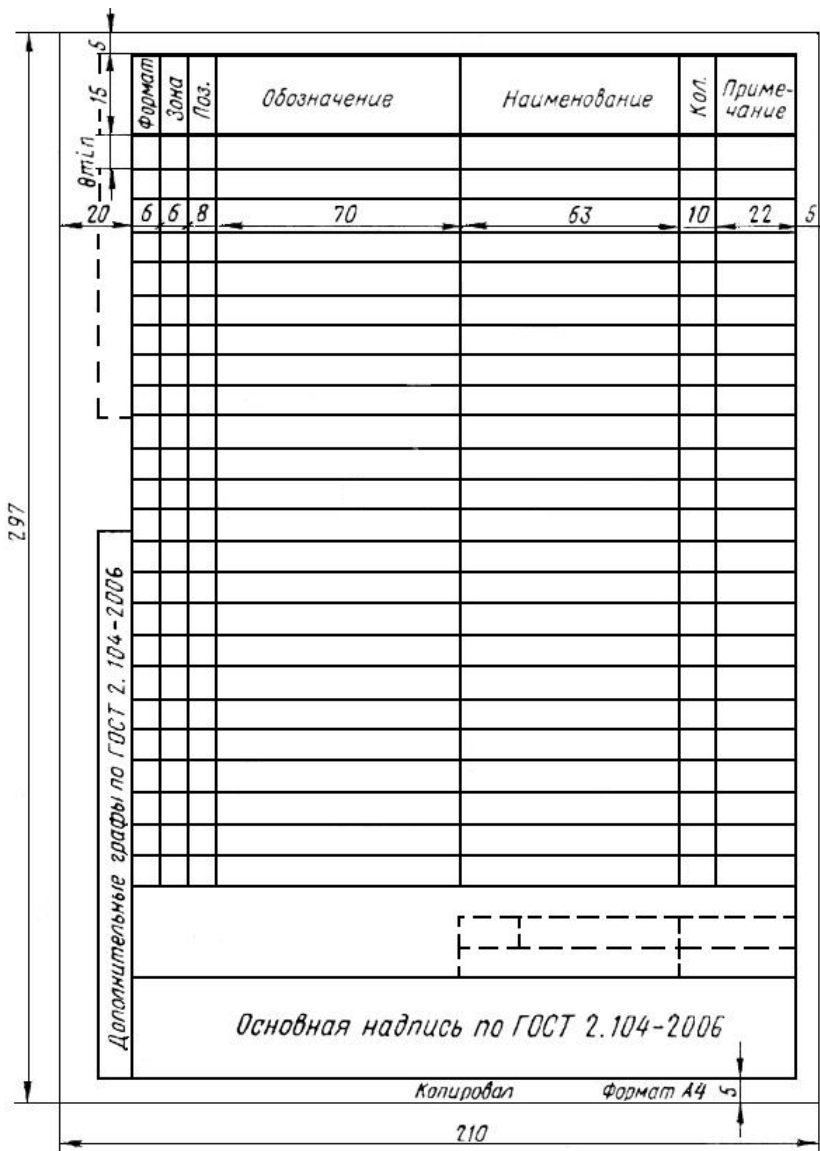 5
15
8min
Формат
Зона
Поз.
Обозначение
Наименование
Кол.
Приме-
чание
20 6 6 8 70 63 10 22 5
297
Дополнительные графы по ГОСТ 2.104-2006
Основная надпись по ГОСТ 2.104-2006
Копировал Формат А4 5
210